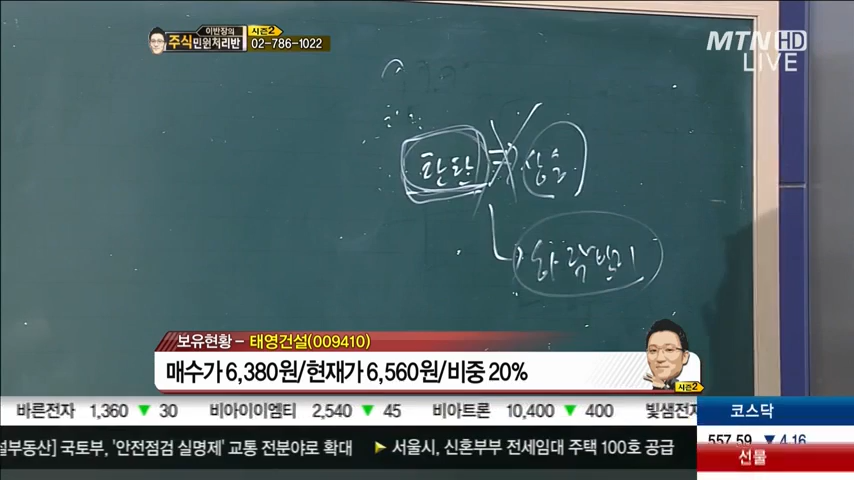 이반장의 시즌2
주식민원처리반 02-786-1022
MTN HD
LIVE
판단 상승
보유현황 - 태영건설(009410)
매수가 6,380원/현재가 6,560원/비중 20%
시즌2
바른전자 1,360 ▼ 30 비아이이엠티 2,540 ▼ 45 비아트론 10,400 ▼ 400 빛샘전자
코스닥
557.59 ▼ 4.16
설부동산] 국토부, '안전점검 실명제' 교통 전분야로 확대 ▶ 서울시, 신혼부부 전세임대 주택 100호 공급
선물